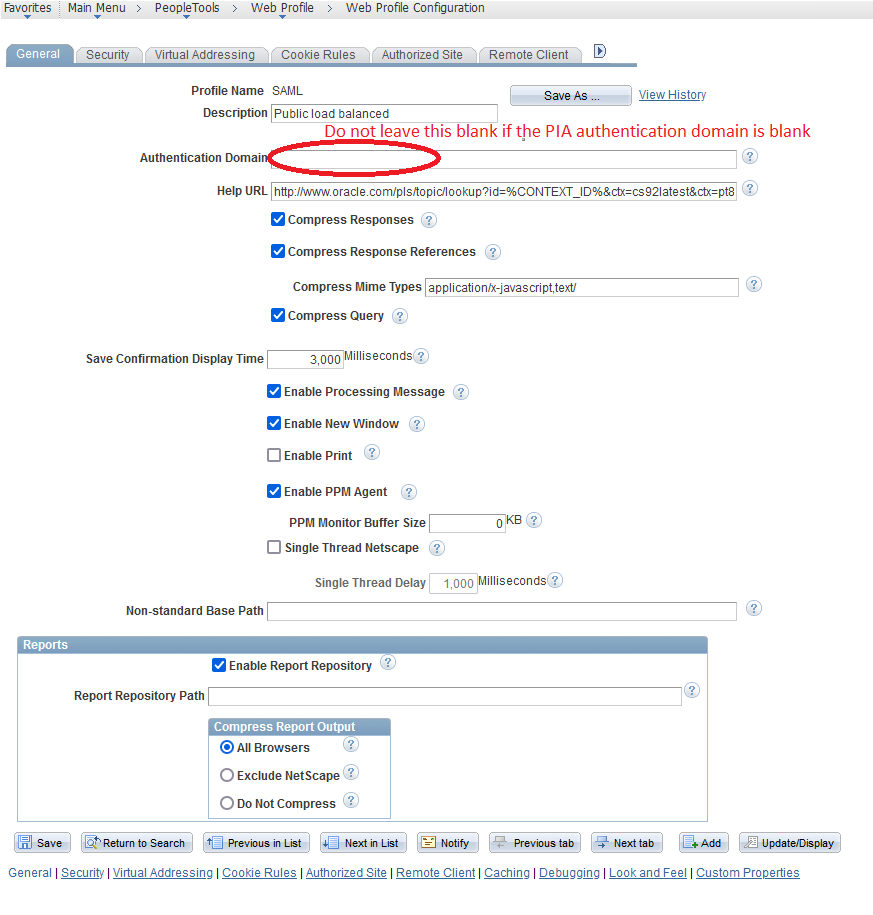 Favorites Main Menu > PeopleTools > Web Profile > Web Profile Configuration
General Security Virtual Addressing Cookie Rules Authorized Site Remote Client
Profile Name SAML Save As ... View History
Description Public load balanced
Do not leave this blank if the PIA authentication domain is blank
Authentication Domain ?
Help URL http://www.oracle.com/pls/topic/lookup?id=%CONTEXT_ID%&ctx=cs92latest&ctx=pt8 ?
Compress Responses ?
Compress Response References ?
Compress Mime Types application/x-javascript,text/ ?
Compress Query ?
Save Confirmation Display Time 3,000 Milliseconds ?
Enable Processing Message ?
Enable New Window ?
Enable Print ?
Enable PPM Agent ?
PPM Monitor Buffer Size 0 KB ?
Single Thread Netscape ?
Single Thread Delay 1,000 Milliseconds ?
Non-standard Base Path ?
Reports
Enable Report Repository ?
Report Repository Path ?
Compress Report Output
All Browsers ?
Exclude NetScape ?
Do Not Compress ?
Save Return to Search Previous in List Next in List Notify Previous tab Next tab Add Update/Display
General | Security | Virtual Addressing | Cookie Rules | Authorized Site | Remote Client | Caching | Debugging | Look and Feel | Custom Properties